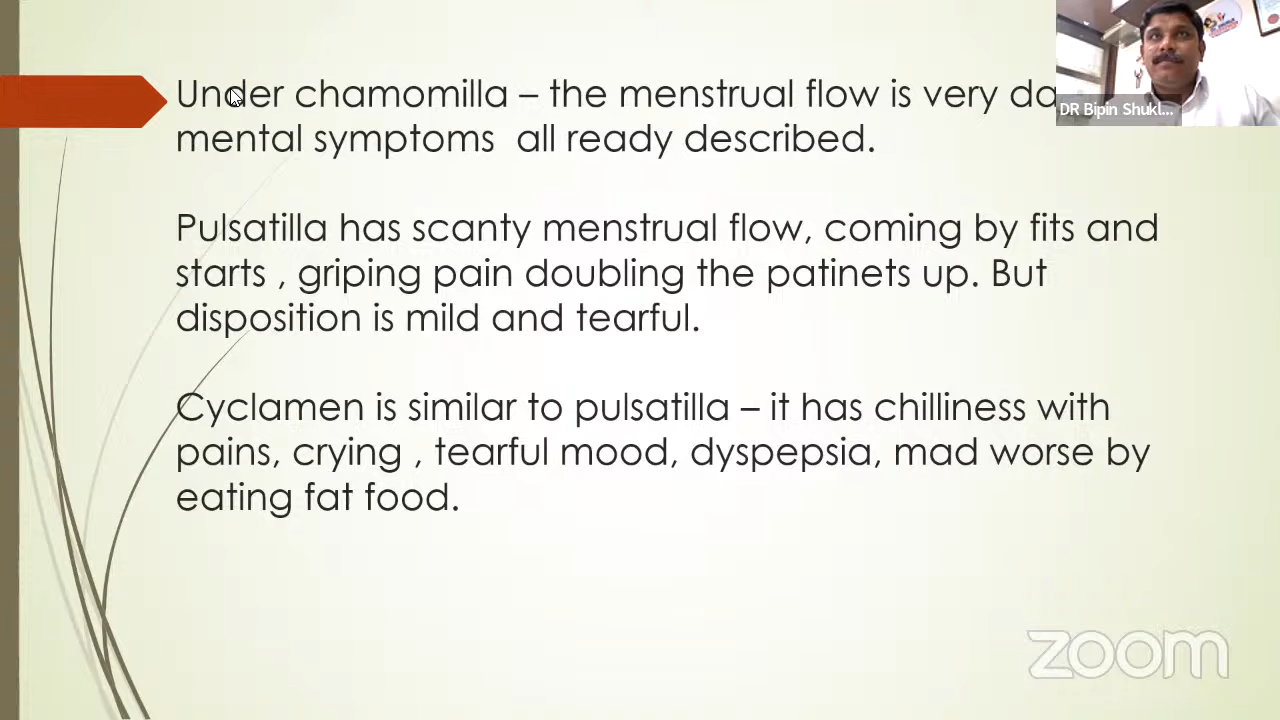 Under chamomilla – the menstrual flow is very
mental symptoms all ready described.
Pulsatilla has scanty menstrual flow, coming by fits and
starts , griping pain doubling the patinets up. But
disposition is mild and tearful.
Cyclamen is similar to pulsatilla – it has chilliness with
pains, crying , tearful mood, dyspepsia, mad worse by
eating fat food.
DR Bipin Shukl...
zoom